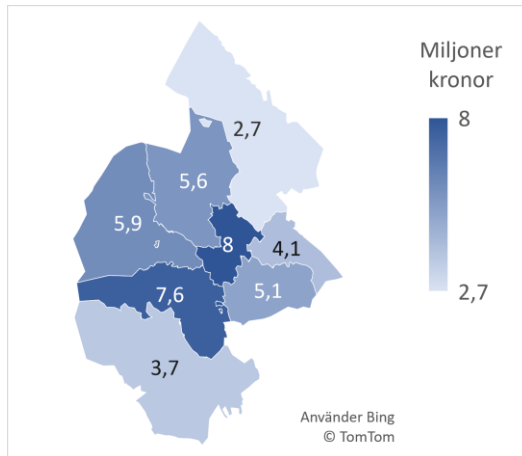 Miljoner
kronor
8
2,7
2,7
5,6
5,9
8
4,1
7,6
5,1
3,7
Använder Bing
© TomTom